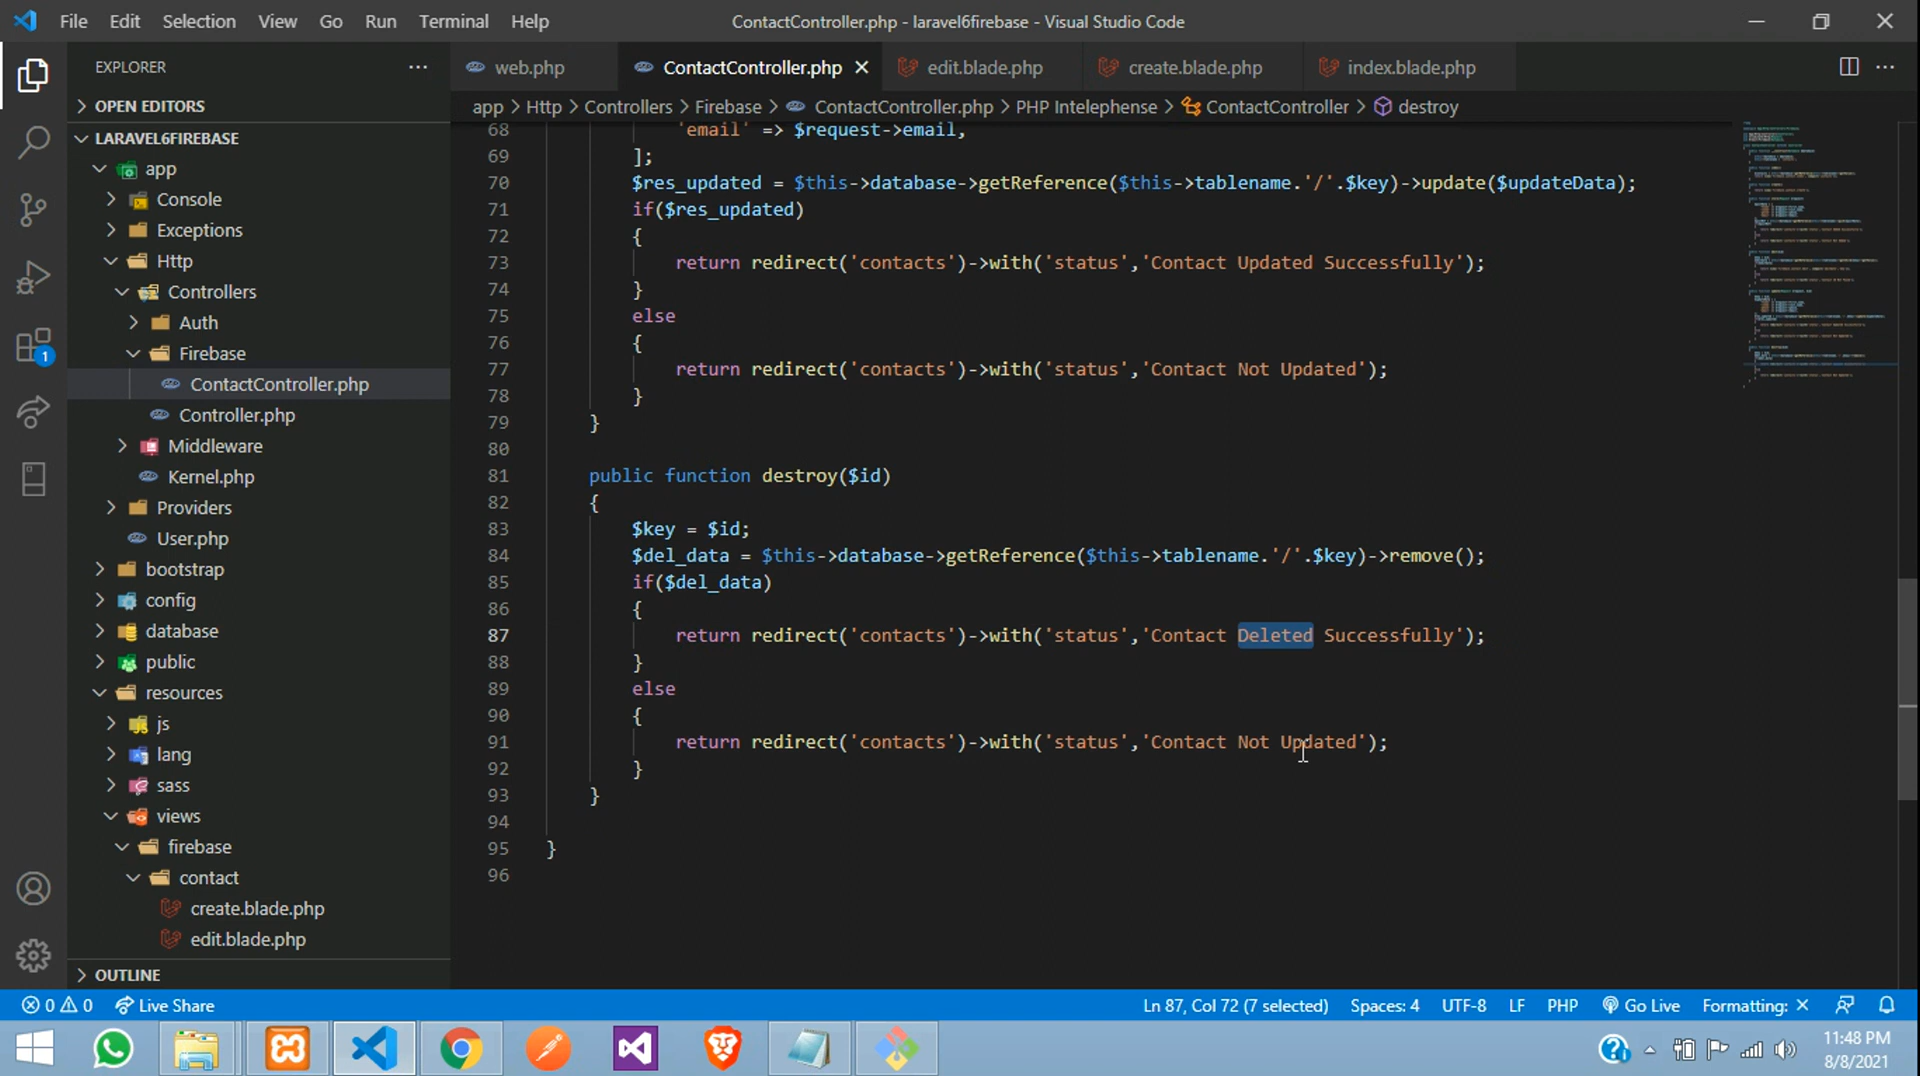 File Edit Selection View Go Run Terminal Help
ContactController.php - laravel6firebase - Visual Studio Code
EXPLORER
web.php
ContactController.php
edit.blade.php
create.blade.php
index.blade.php
OPEN EDITORS
app > Http > Controllers > Firebase > ContactController.php > PHP Intelephense > ContactController > destroy
LARAVEL6FIREBASE
app
Console
Exceptions
Http
Controllers
Auth
Firebase
ContactController.php
Controller.php
Middleware
Kernel.php
Providers
User.php
bootstrap
config
database
public
resources
js
lang
sass
views
firebase
contact
create.blade.php
edit.blade.php
OUTLINE
68 'email' => $request->email,
69 ];
70 $res_updated = $this->database->getReference($this->tablename.'/'.$key)->update($updateData);
71 if($res_updated)
72 {
73 return redirect('contacts')->with('status','Contact Updated Successfully');
74 }
75 else
76 {
77 return redirect('contacts')->with('status','Contact Not Updated');
78 }
79 }
80
81 public function destroy($id)
82 {
83 $key = $id;
84 $del_data = $this->database->getReference($this->tablename.'/'.$key)->remove();
85 if($del_data)
86 {
87 return redirect('contacts')->with('status','Contact Deleted Successfully');
88 }
89 else
90 {
91 return redirect('contacts')->with('status','Contact Not Updated');
92 }
93 }
94
95 }
96
0 0 Live Share
Ln 87, Col 72 (7 selected) Spaces: 4 UTF-8 LF PHP Go Live Formatting: ×
1
11:48 PM
8/8/2021